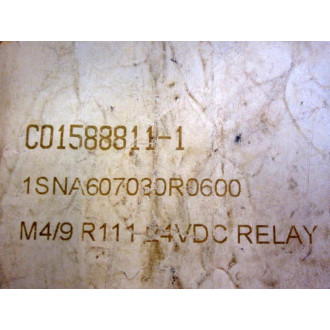 C01588811-1
1SNA607030R0600
M4/9 R111 24VDC RELAY